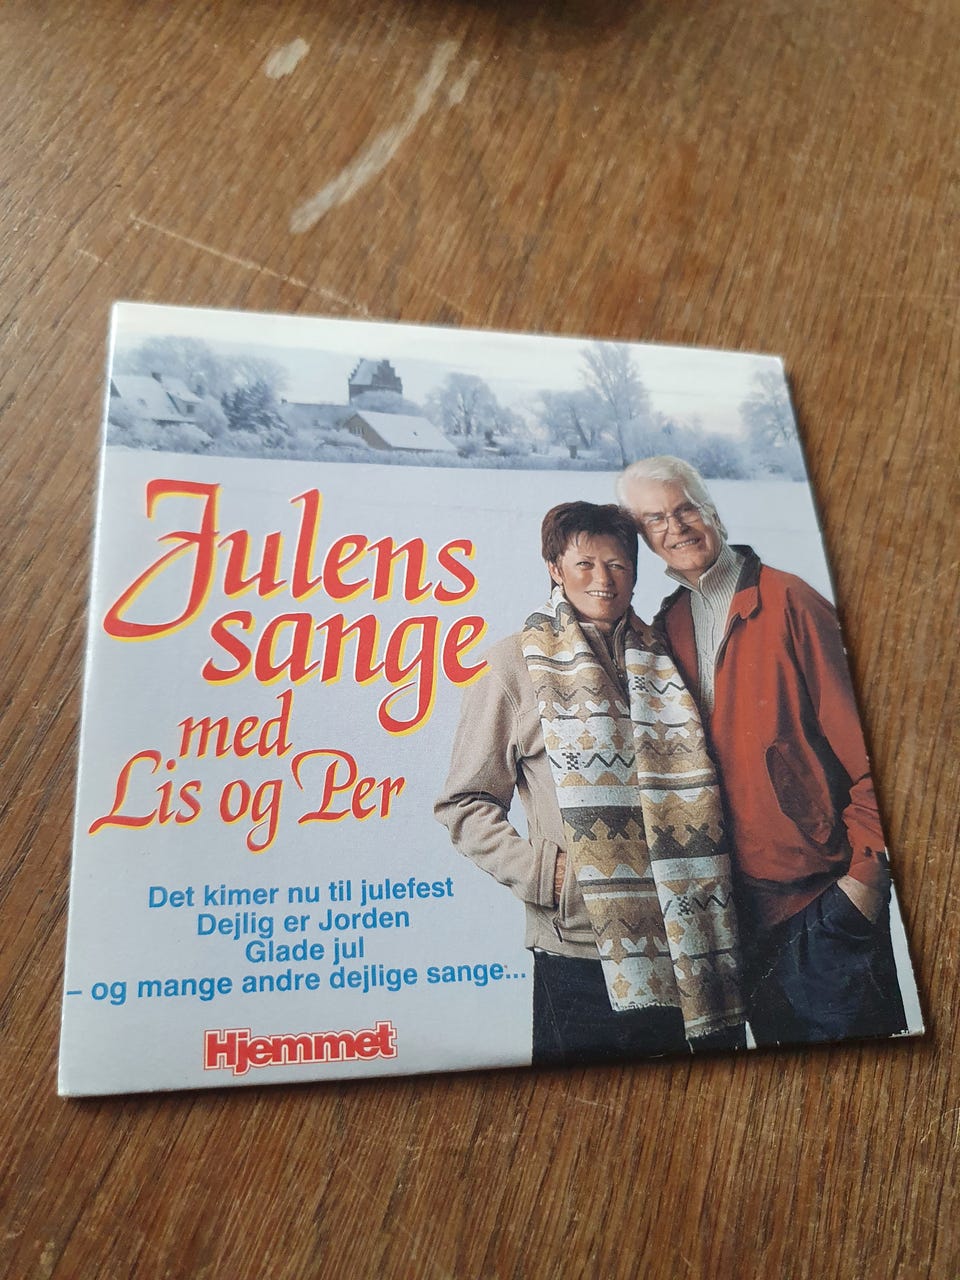 Julens
sange
med
Lis og Per
Det kimer nu til julefest
Dejlig er Jorden
Glade jul
– og mange andre dejlige sange...
Hjemmet